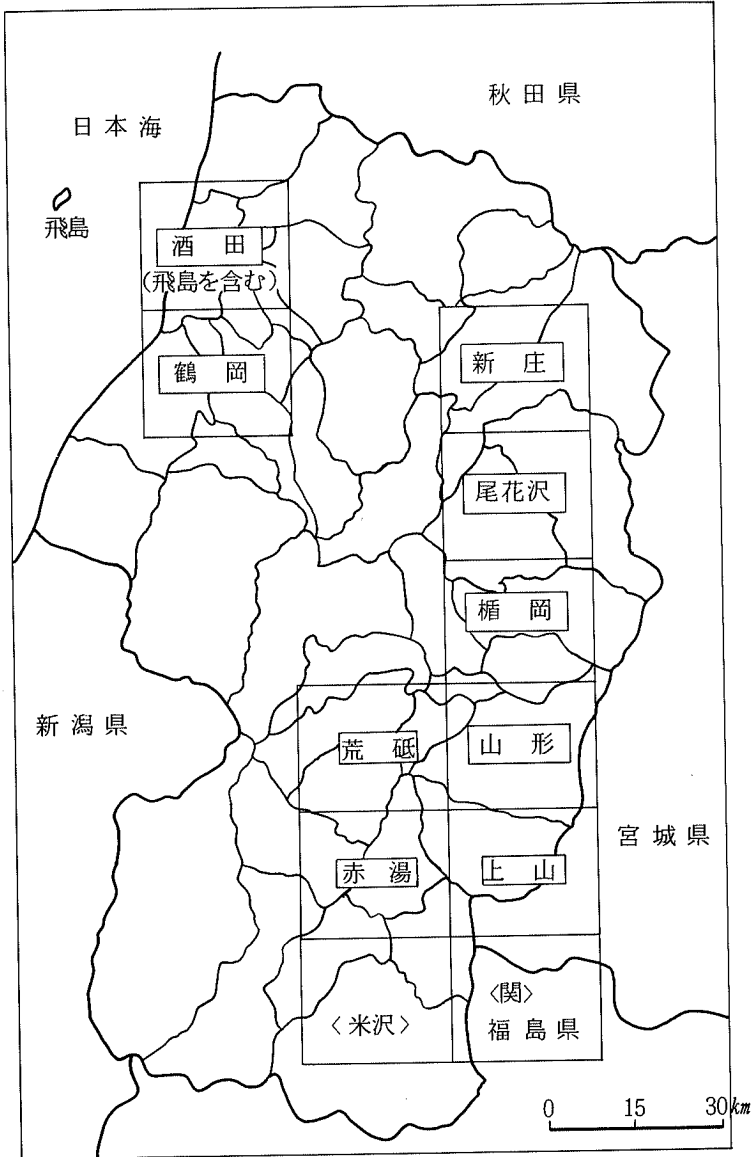 秋田県
日本海
飛島
酒田
(飛島を含む)
鶴岡
新庄
尾花沢
楯岡
新潟県
荒砥
山形
宮城県
赤湯
上山
〈米沢〉
〈関〉
福島県
0 15 30km